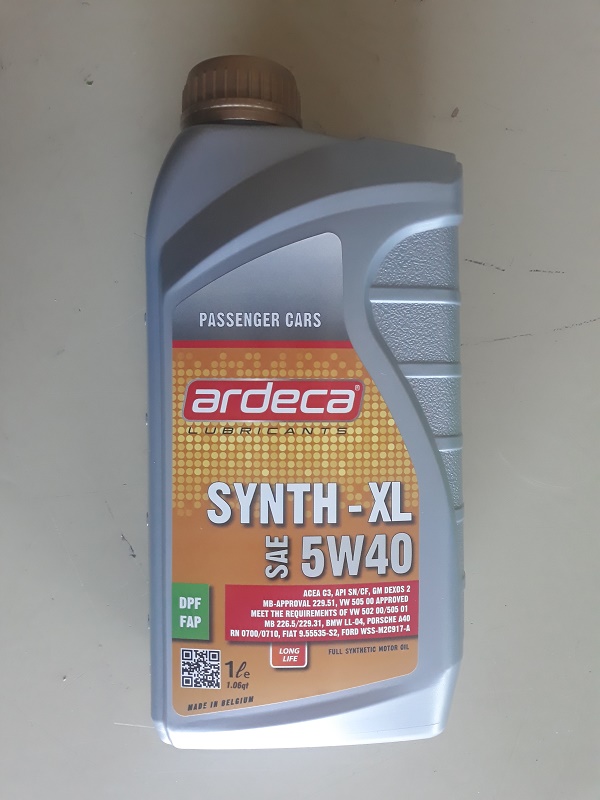 PASSENGER CARS
ardeca®
LUBRICANTS
SYNTH - XL
SAE 5W40
ACEA C3, API SN/CF, GM DEXOS 2
MB-APPROVAL 229.51, VW 505 00 APPROVED
MEET THE REQUIREMENTS OF VW 502 00/505 01
MB 226.5/229.31, BMW LL-04, PORSCHE A40
RN 0700/0710, FIAT 9.55535-S2, FORD WSS-M2C917-A
DPF
FAP
LONG
LIFE
FULL SYNTHETIC MOTOR OIL
1ℓe
1.06qt
MADE IN BELGIUM